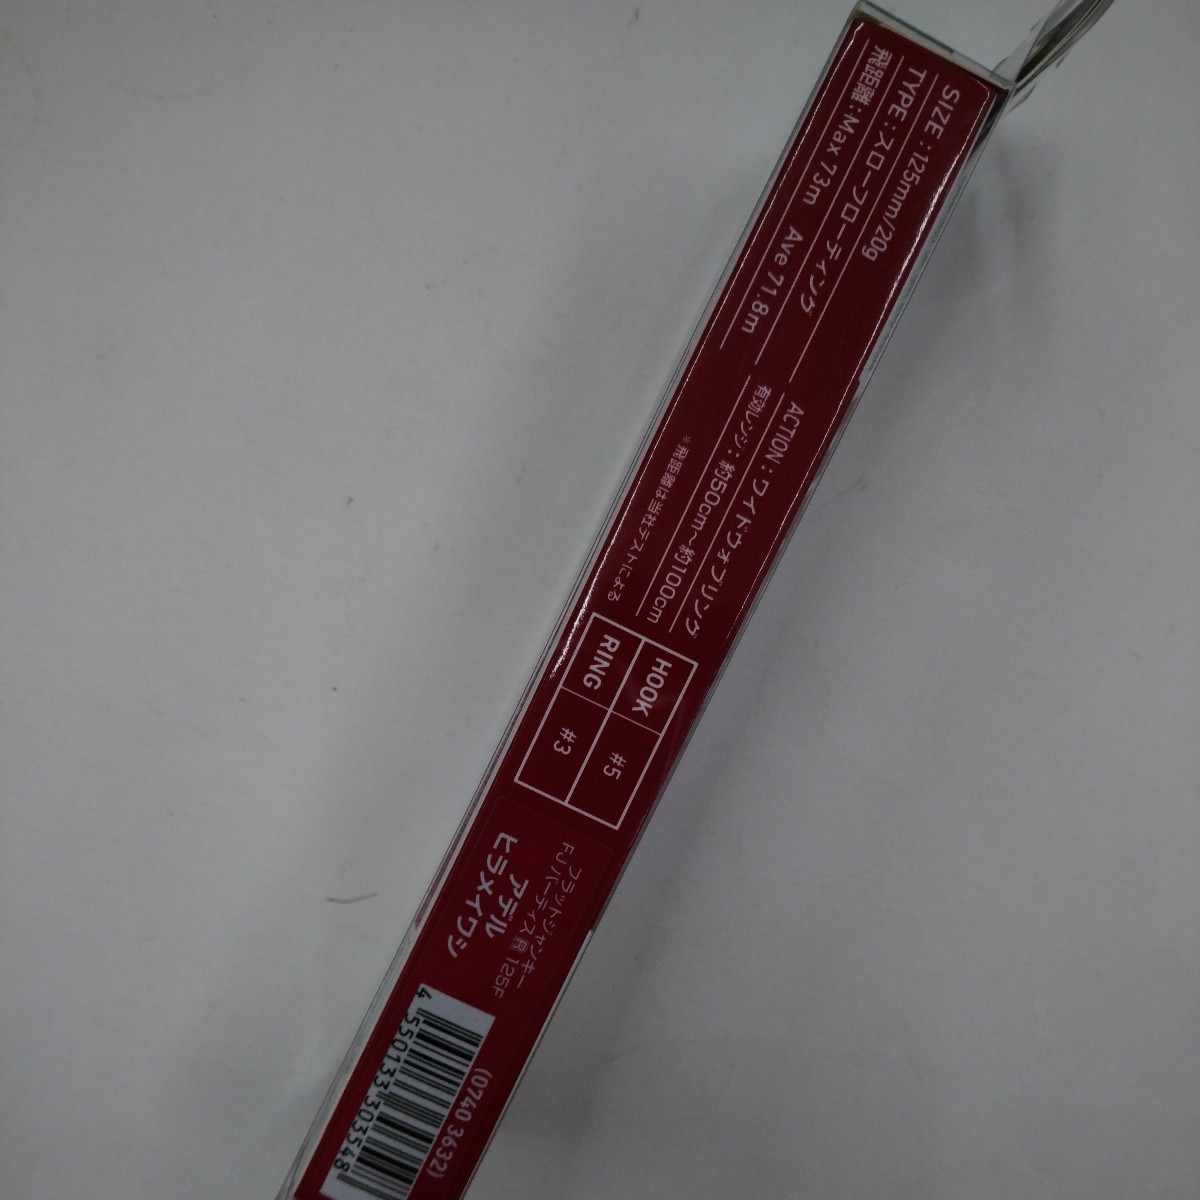 SIZE：125mm/20g
TYPE：スローフローティング
飛距離：Max 73m Ave 71.8m
ACTION：ワイドウォブリング
有効レンジ：約50cm〜約100cm
※飛距離は当社テストによる
HOOK #5
RING #3
フラットジャンキー
FJバーティス R 125F
アデル
ヒラメイワシ
(0740 3632)
4 550133 303548